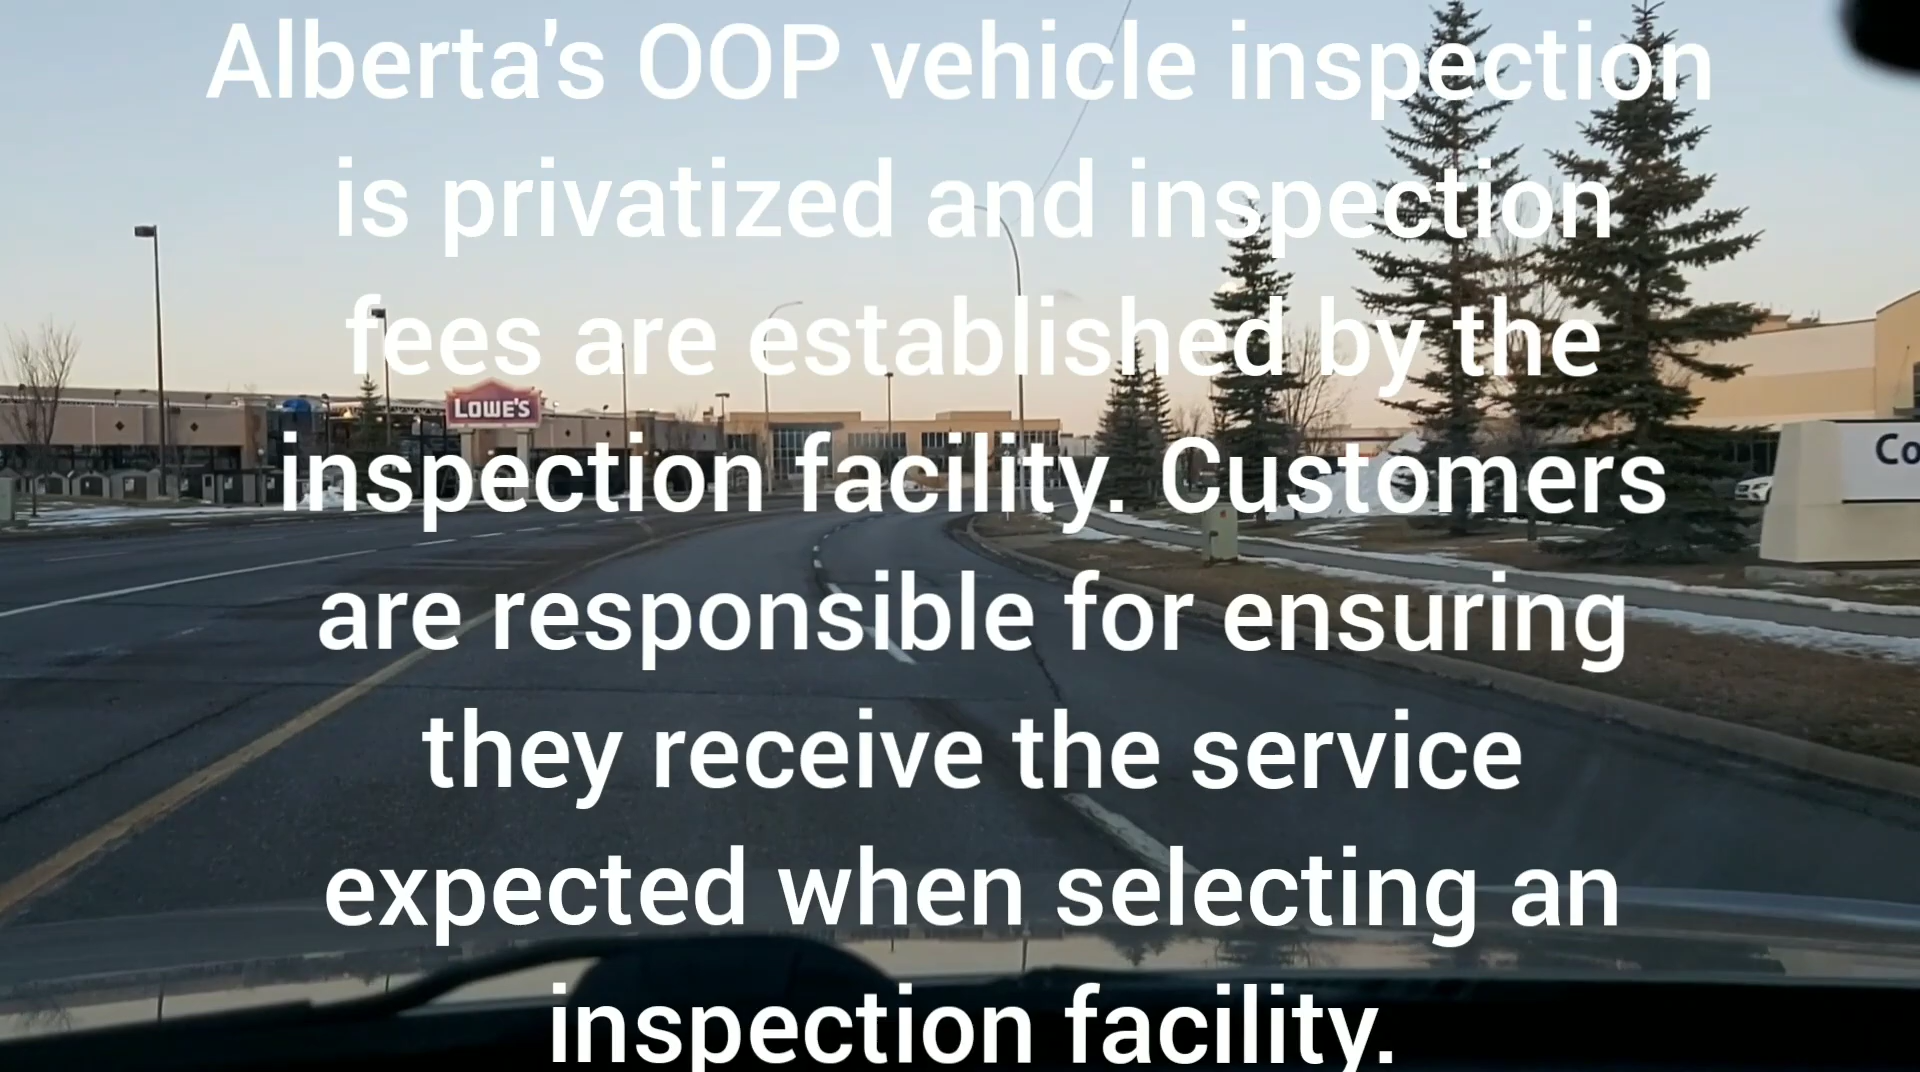 Alberta's OOP vehicle inspection
is privatized and inspection
fees are established by the
inspection facility. Customers
are responsible for ensuring
they receive the service
expected when selecting an
inspection facility.
LOWE'S
Co